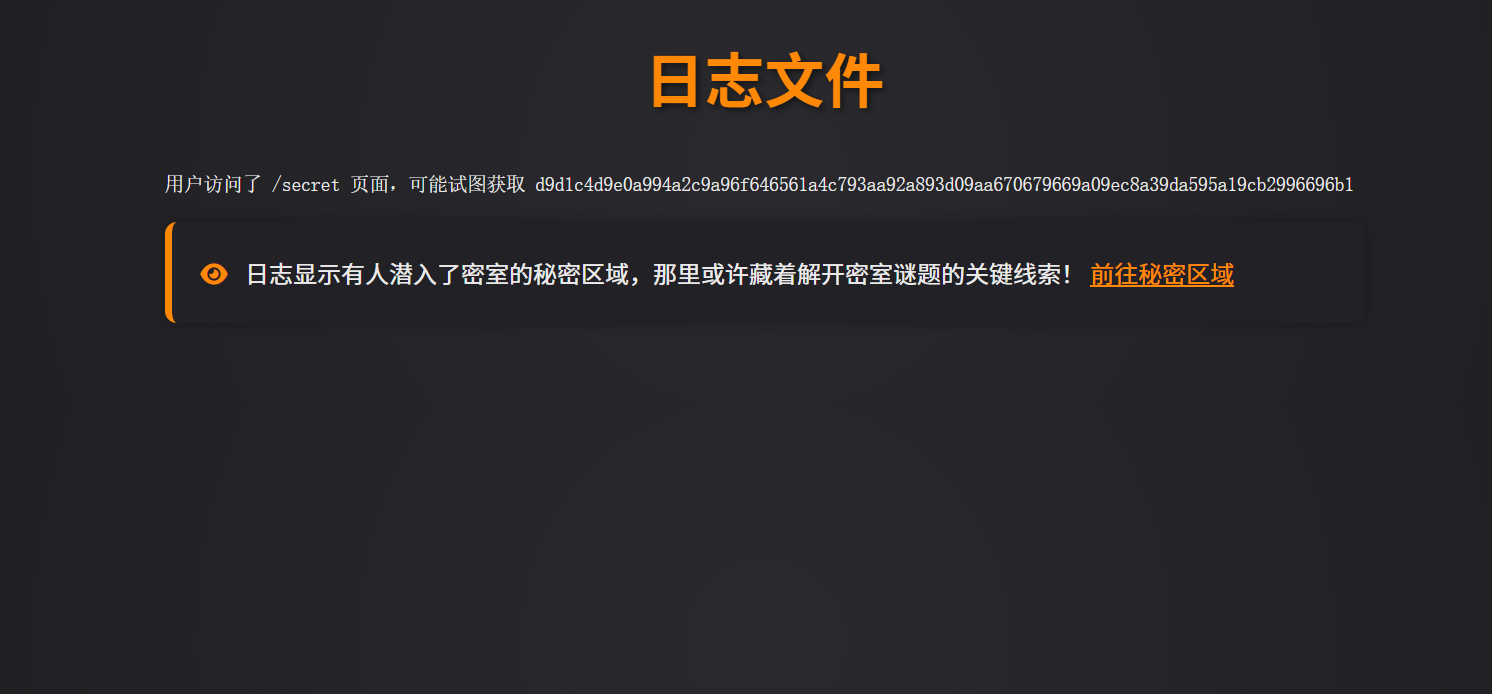 日志文件
用户访问了 /secret 页面，可能试图获取 d9d1c4d9e0a994a2c9a96f646561a4c793aa92a893d09aa670679669a09ec8a39da595a19cb2996696b1
日志显示有人潜入了密室的秘密区域，那里或许藏着解开密室谜题的关键线索！ 前往秘密区域